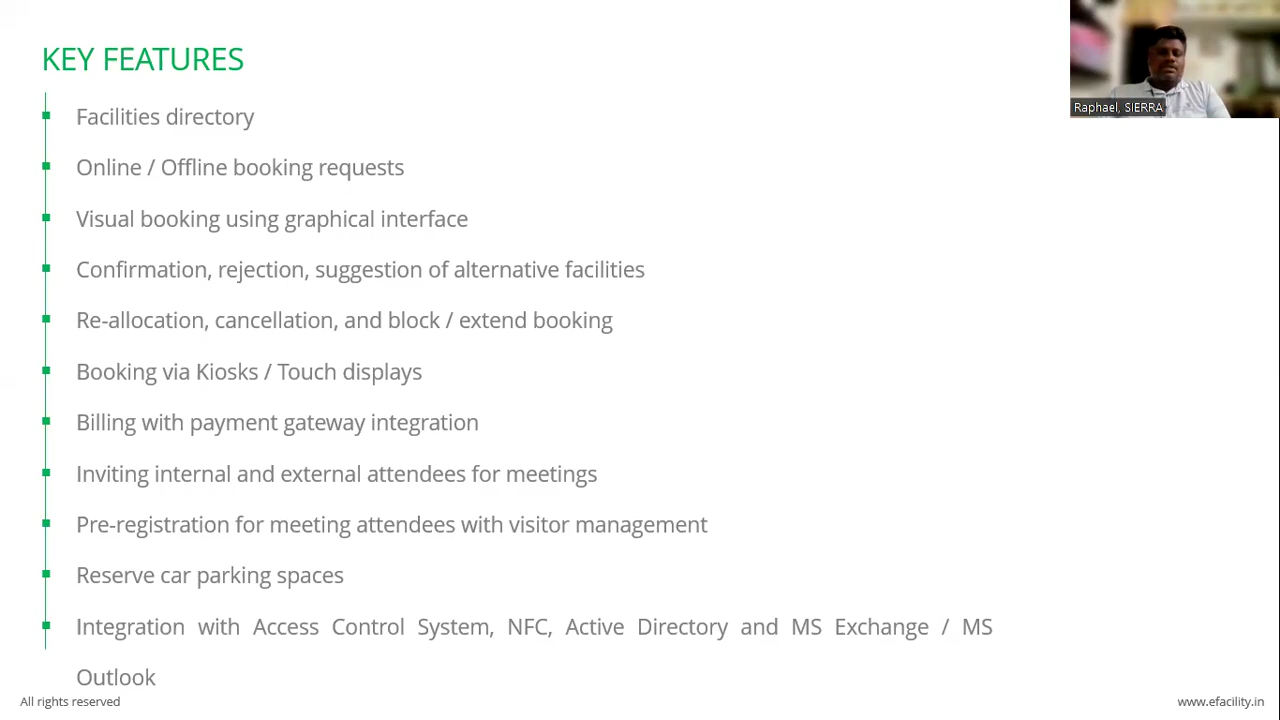 KEY FEATURES
Raphael, SIERRA
Facilities directory
Online / Offline booking requests
Visual booking using graphical interface
Confirmation, rejection, suggestion of alternative facilities
Re-allocation, cancellation, and block / extend booking
Booking via Kiosks / Touch displays
Billing with payment gateway integration
Inviting internal and external attendees for meetings
Pre-registration for meeting attendees with visitor management
Reserve car parking spaces
Integration with Access Control System, NFC, Active Directory and MS Exchange / MS
Outlook
All rights reserved
www.efacility.in